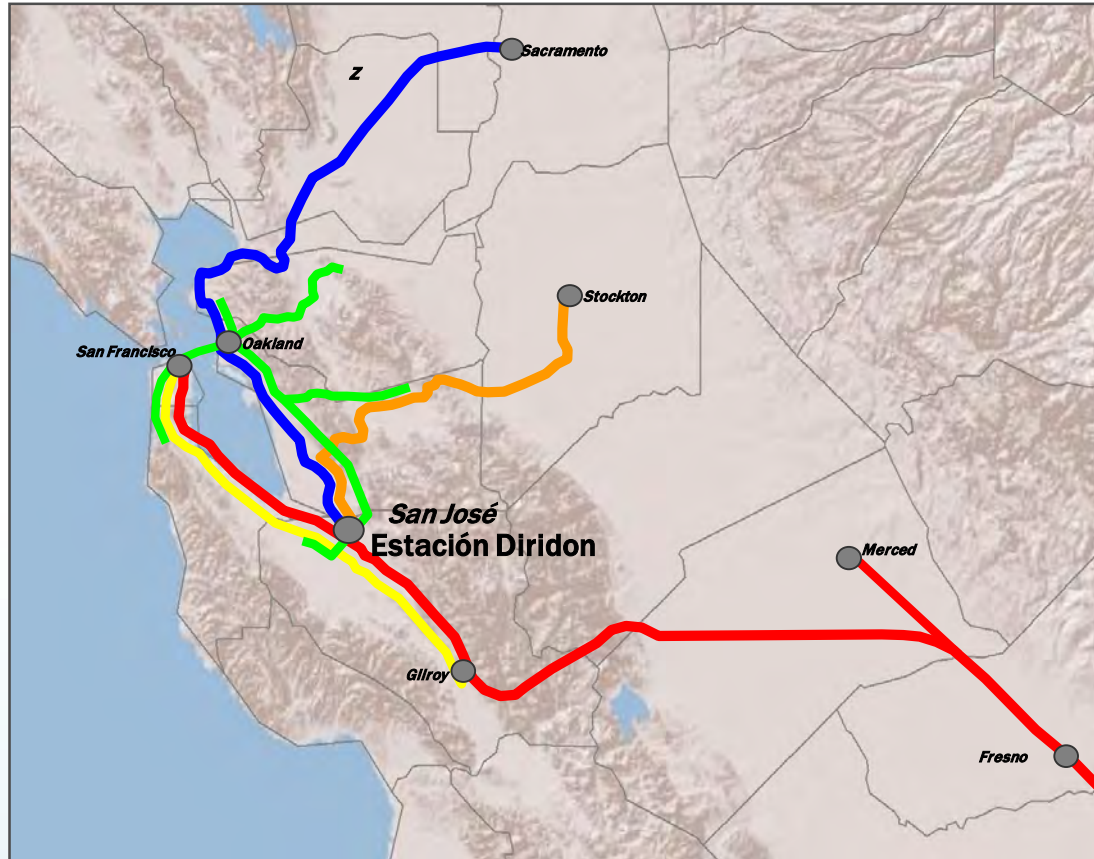 Sacramento
Z
Stockton
Oakland
San Francisco
San José
Estación Diridon
Merced
Gilroy
Fresno